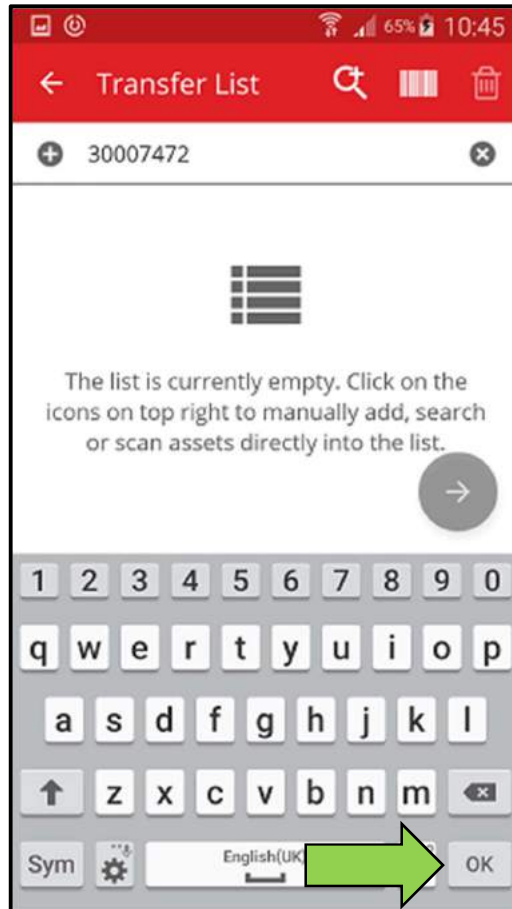 65% 10:45
Transfer List
30007472
The list is currently empty. Click on the
icons on top right to manually add, search
or scan assets directly into the list.
1 2 3 4 5 6 7 8 9 0
q w e r t y u i o p
a s d f g h j k l
z x c v b n m
Sym English(UK) OK